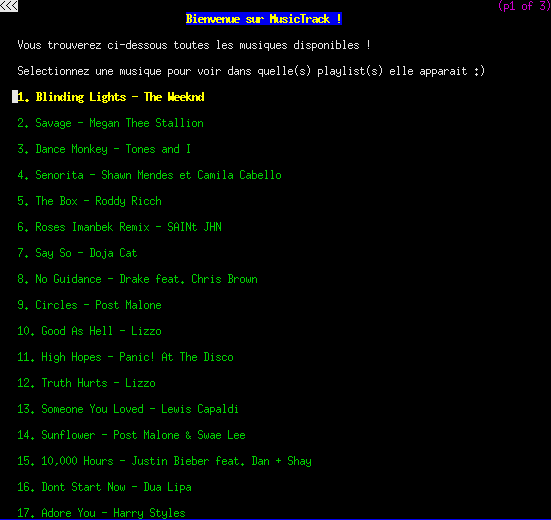 <<< (p1 of 3)
Bienvenue sur MusicTrack !
Vous trouverez ci-dessous toutes les musiques disponibles !
Selectionnez une musique pour voir dans quelle(s) playlist(s) elle apparait :)
1. Blinding Lights - The Weeknd
2. Savage - Megan Thee Stallion
3. Dance Monkey - Tones and I
4. Senorita - Shawn Mendes et Camila Cabello
5. The Box - Roddy Ricch
6. Roses Imanbek Remix - SAINt JHN
7. Say So - Doja Cat
8. No Guidance - Drake feat. Chris Brown
9. Circles - Post Malone
10. Good As Hell - Lizzo
11. High Hopes - Panic! At The Disco
12. Truth Hurts - Lizzo
13. Someone You Loved - Lewis Capaldi
14. Sunflower - Post Malone & Swae Lee
15. 10,000 Hours - Justin Bieber feat. Dan + Shay
16. Dont Start Now - Dua Lipa
17. Adore You - Harry Styles